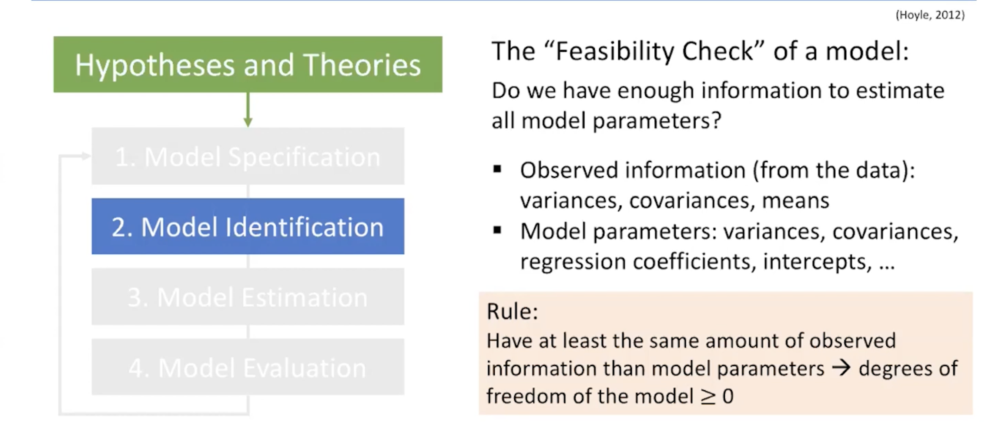 (Hoyle, 2012)
Hypotheses and Theories
1. Model Specification
2. Model Identification
3. Model Estimation
4. Model Evaluation
The “Feasibility Check” of a model:
Do we have enough information to estimate
all model parameters?
▪ Observed information (from the data):
variances, covariances, means
▪ Model parameters: variances, covariances,
regression coefficients, intercepts, ...
Rule:
Have at least the same amount of observed
information than model parameters → degrees of
freedom of the model ≥ 0